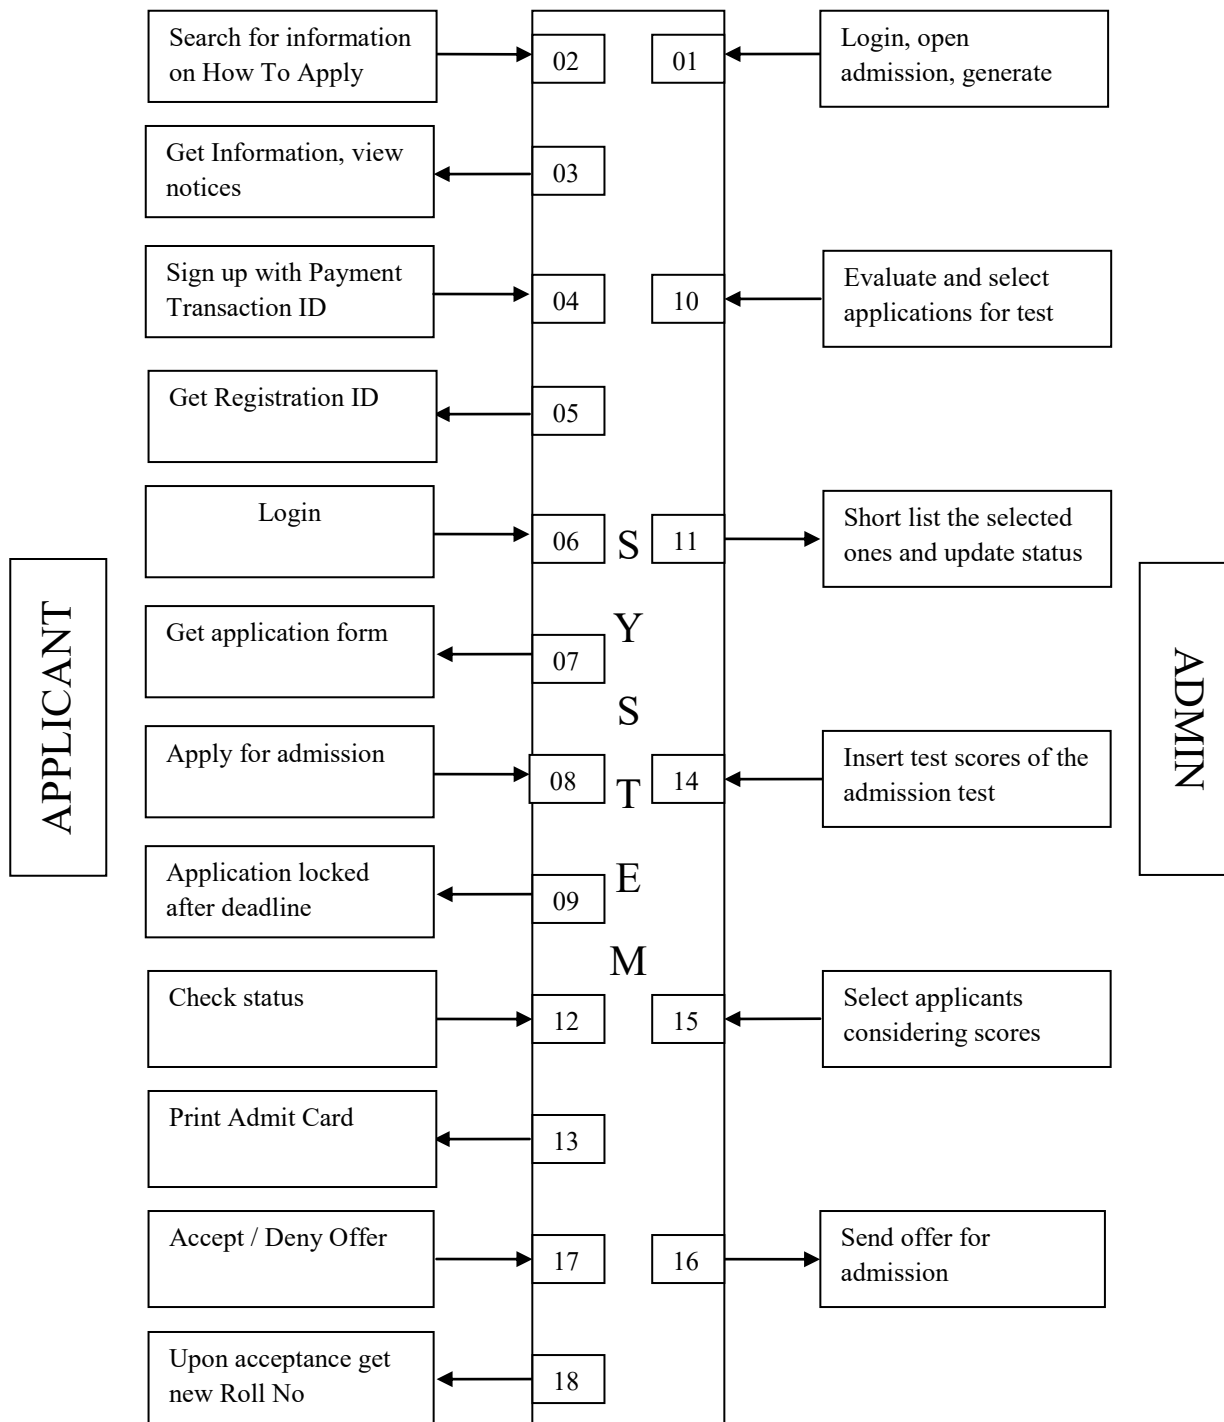 Search for information
on How To Apply
02
01
Login, open
admission, generate
Get Information, view
notices
03
Sign up with Payment
Transaction ID
04
10
Evaluate and select
applications for test
Get Registration ID
05
Login
06
S
11
Short list the selected
ones and update status
APPLICANT
Get application form
07
Y
S
ADMIN
Apply for admission
08
T
14
Insert test scores of the
admission test
Application locked
after deadline
09
E
M
Check status
12
15
Select applicants
considering scores
Print Admit Card
13
Accept / Deny Offer
17
16
Send offer for
admission
Upon acceptance get
new Roll No
18